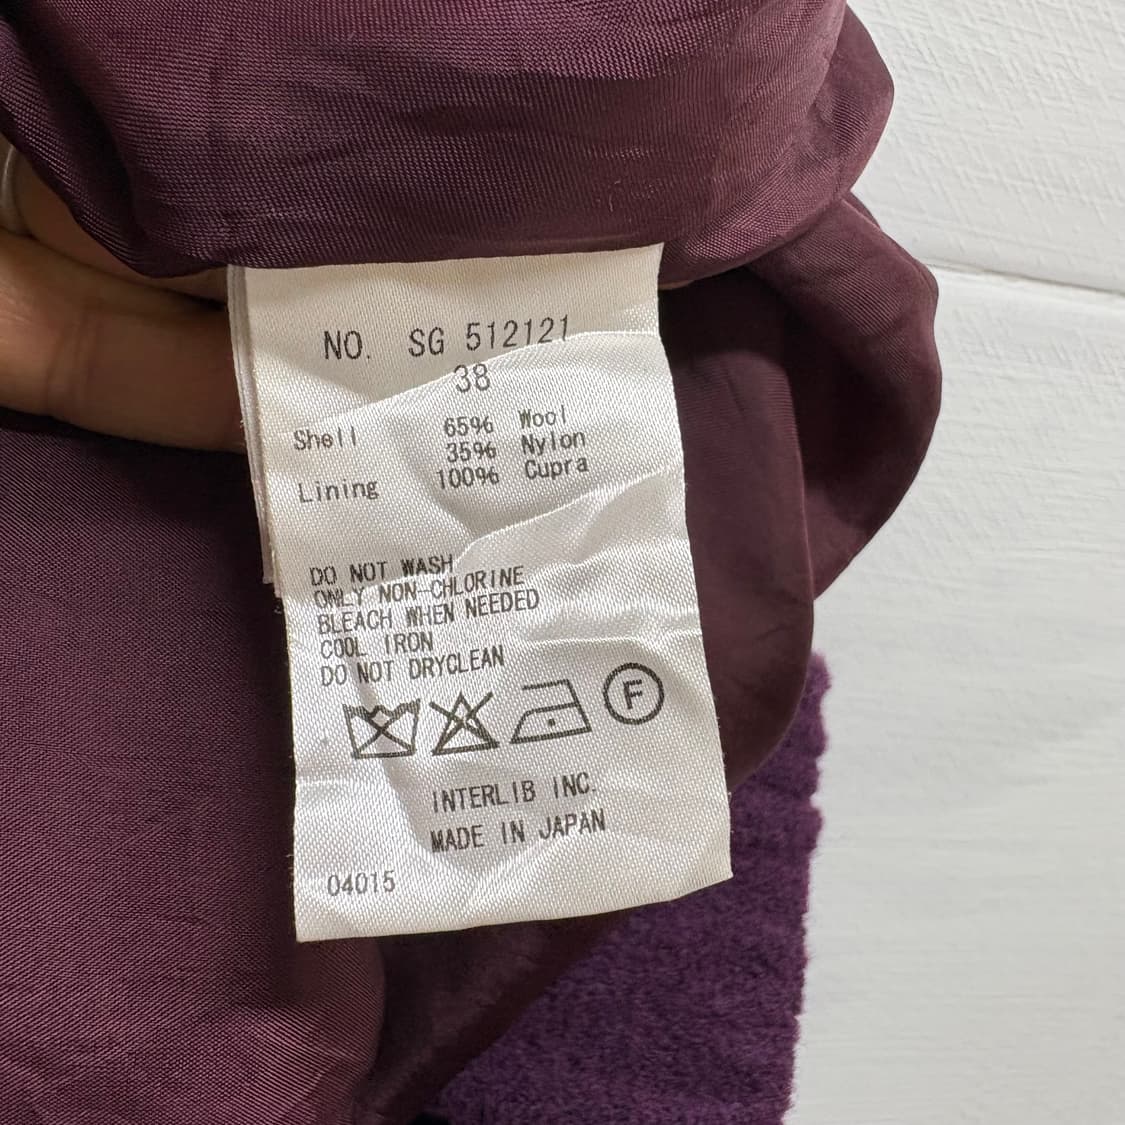 NO. SG 512121
38
Shell 65% Wool
35% Nylon
Lining 100% Cupra
DO NOT WASH
ONLY NON-CHLORINE
BLEACH WHEN NEEDED
COOL IRON
DO NOT DRYCLEAN
F
INTERLIB INC.
MADE IN JAPAN
04015